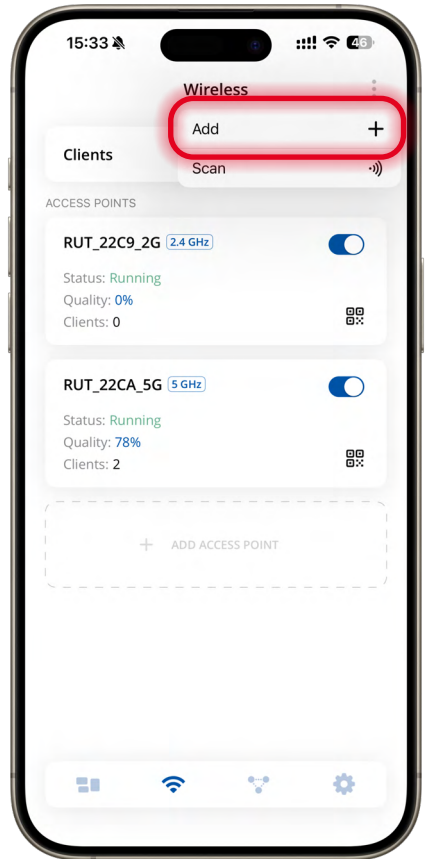 15:33
46
Wireless
Add
Clients
Scan
ACCESS POINTS
RUT_22C9_2G 2.4 GHz
Status: Running
Quality: 0%
Clients: 0
RUT_22CA_5G 5 GHz
Status: Running
Quality: 78%
Clients: 2
+ ADD ACCESS POINT